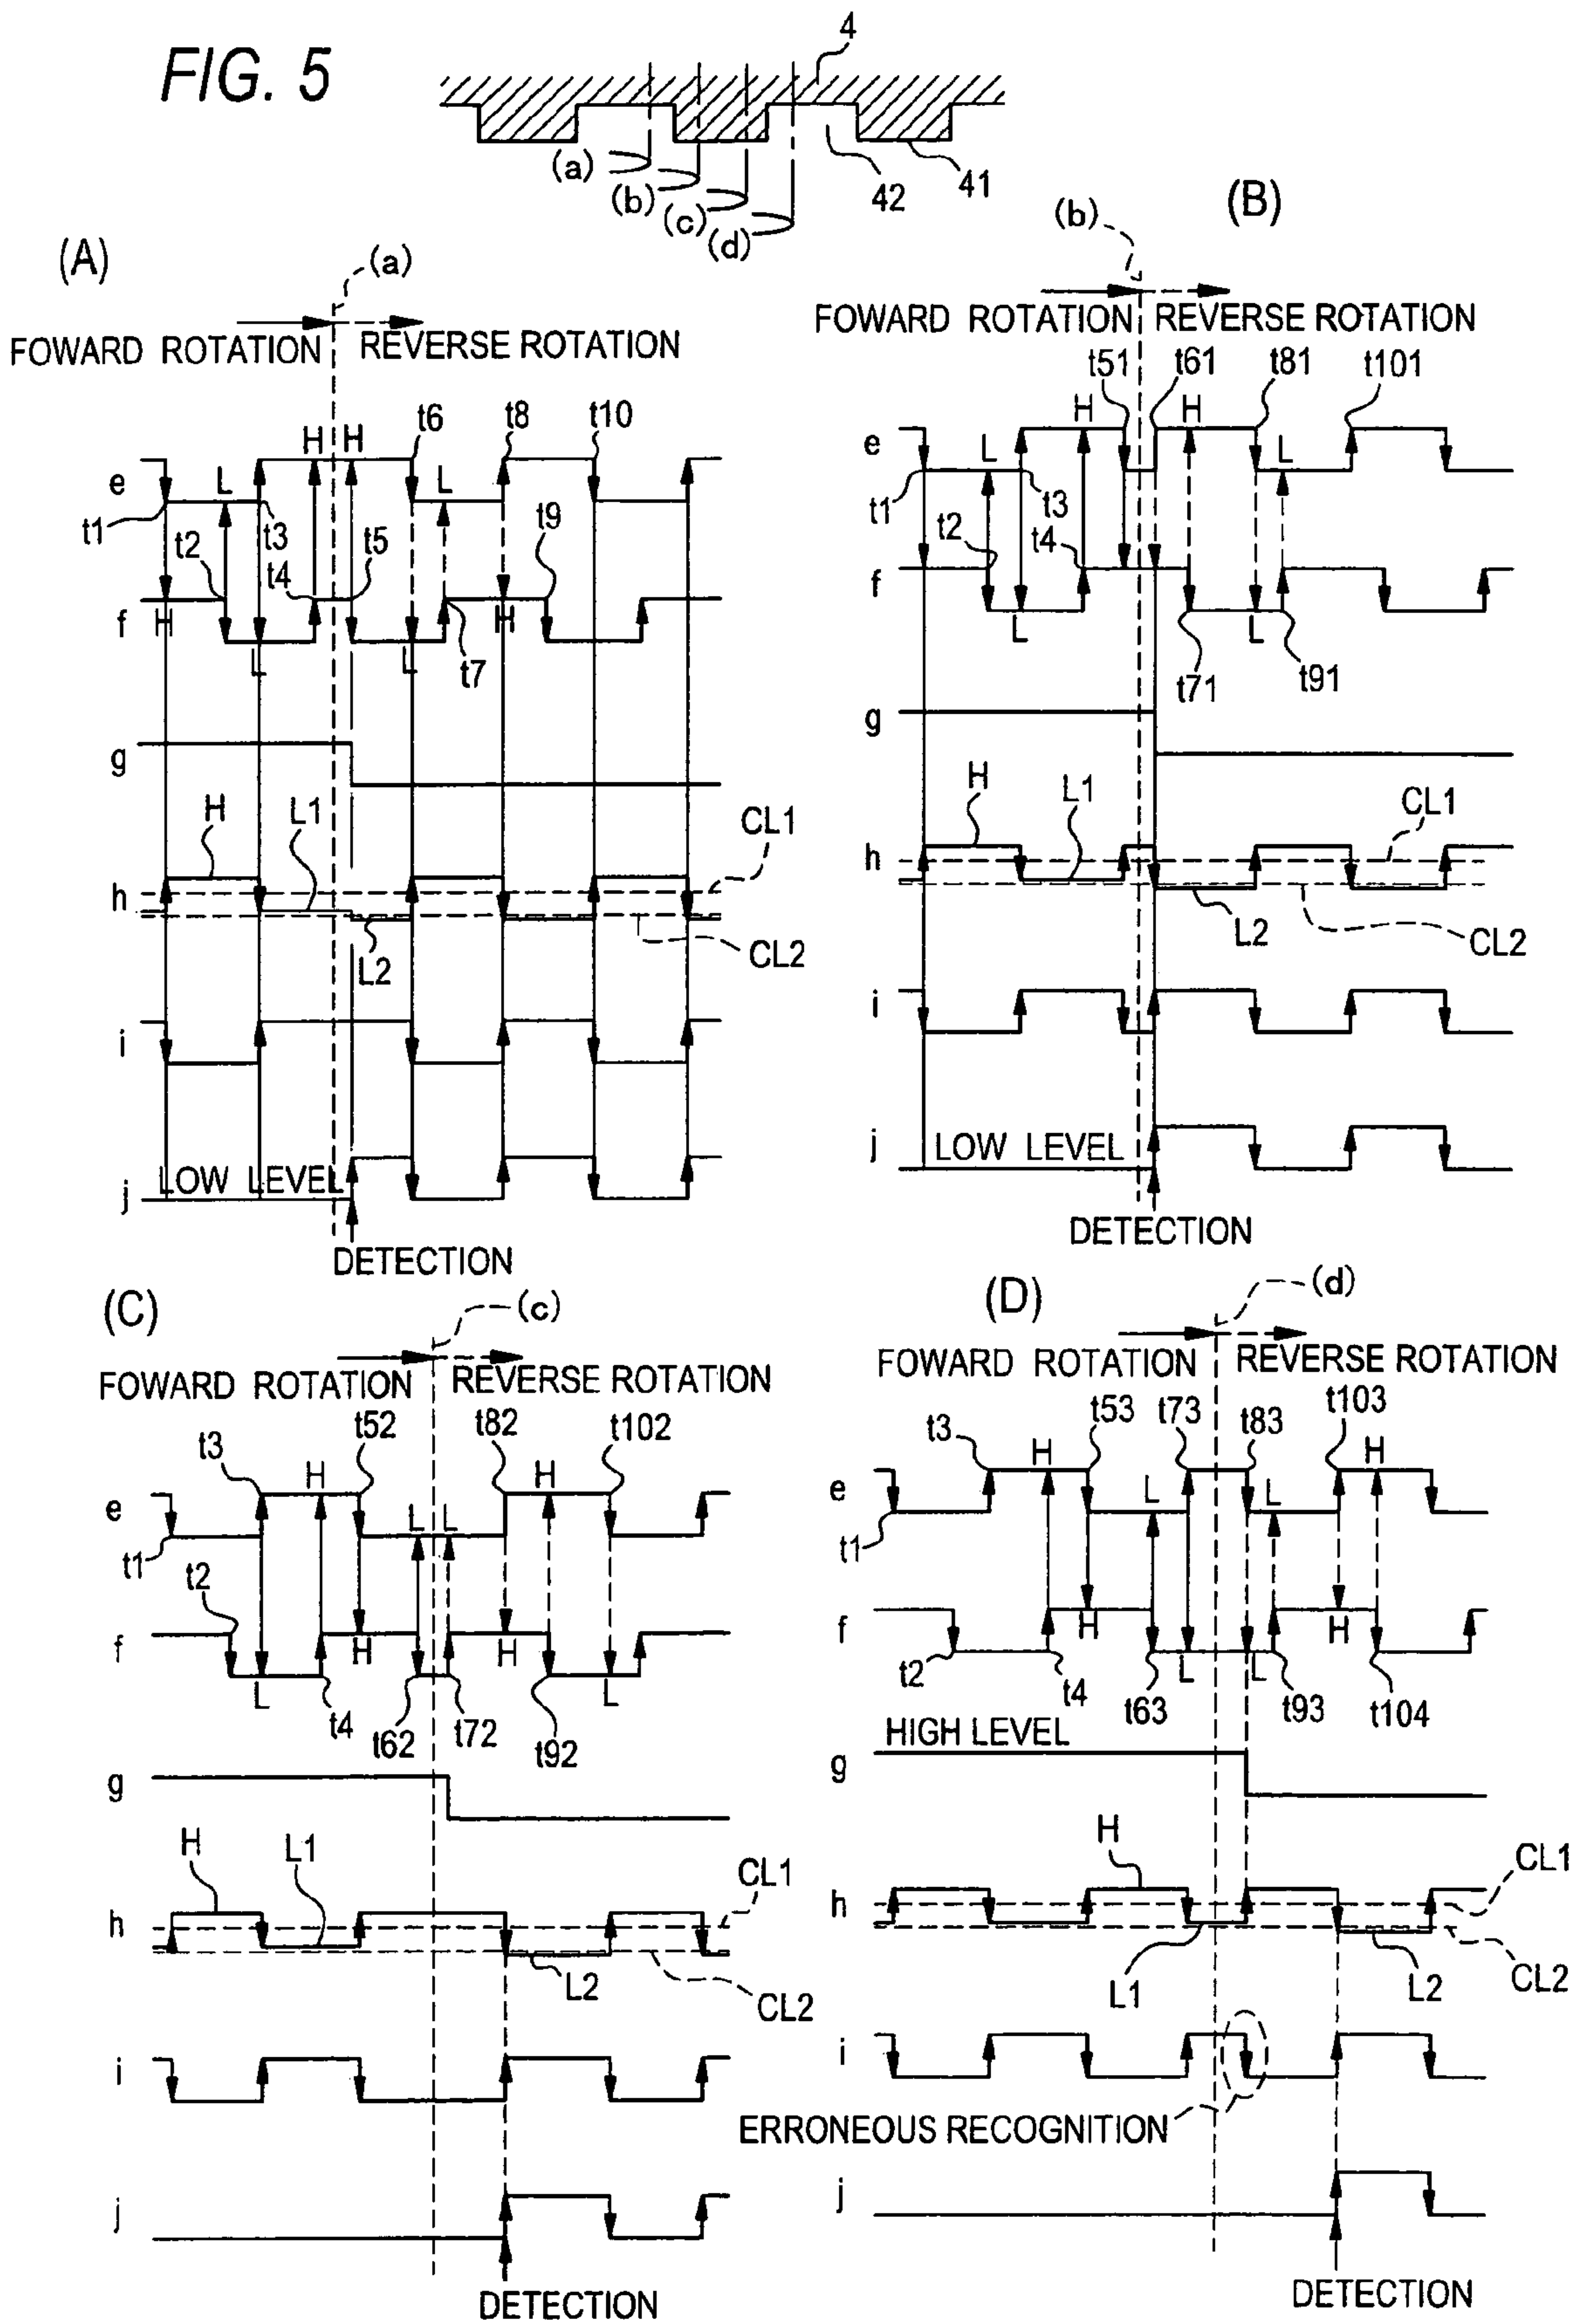 FIG. 5
4
(a)
(b)
(c)
(d)
42
41
(A)
(a)
FOWARD ROTATION
REVERSE ROTATION
t6
t8
t10
H
H
e
L
L
t1
t2
t3
t4
t5
t9
f
H
L
L
H
t7
g
H
L1
CL1
h
L2
CL2
i
LOW LEVEL
j
DETECTION
(B)
(b)
FOWARD ROTATION
REVERSE ROTATION
t51
t61
t81
t101
H
H
e
L
L
t1
t2
t3
t4
f
L
L
t71
t91
g
H
L1
CL1
h
L2
CL2
i
LOW LEVEL
j
DETECTION
(C)
(c)
FOWARD ROTATION
REVERSE ROTATION
t3
t52
t82
t102
H
H
e
L
L
t1
t2
f
H
H
L
L
t4
t62
t72
t92
g
H
L1
CL1
h
L2
CL2
i
j
DETECTION
(D)
(d)
FOWARD ROTATION
REVERSE ROTATION
t3
t53
t73
t83
t103
H
H
e
L
L
t1
f
H
H
L
L
t2
t4
t63
t93
t104
HIGH LEVEL
g
H
CL1
h
L1
L2
CL2
i
ERRONEOUS RECOGNITION
j
DETECTION